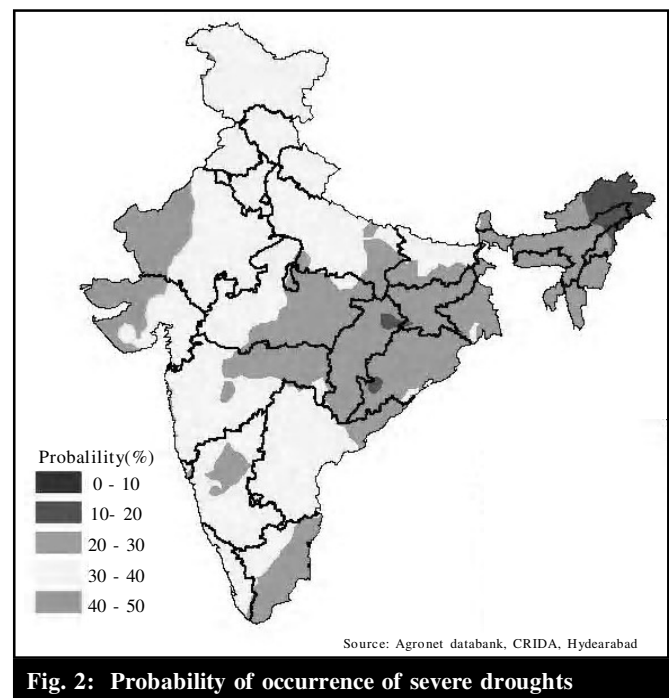 Probalility(%)
0 - 10
10- 20
20 - 30
30 - 40
40 - 50
Source: Agronet databank, CRIDA, Hydearabad
Fig. 2: Probability of occurrence of severe droughts